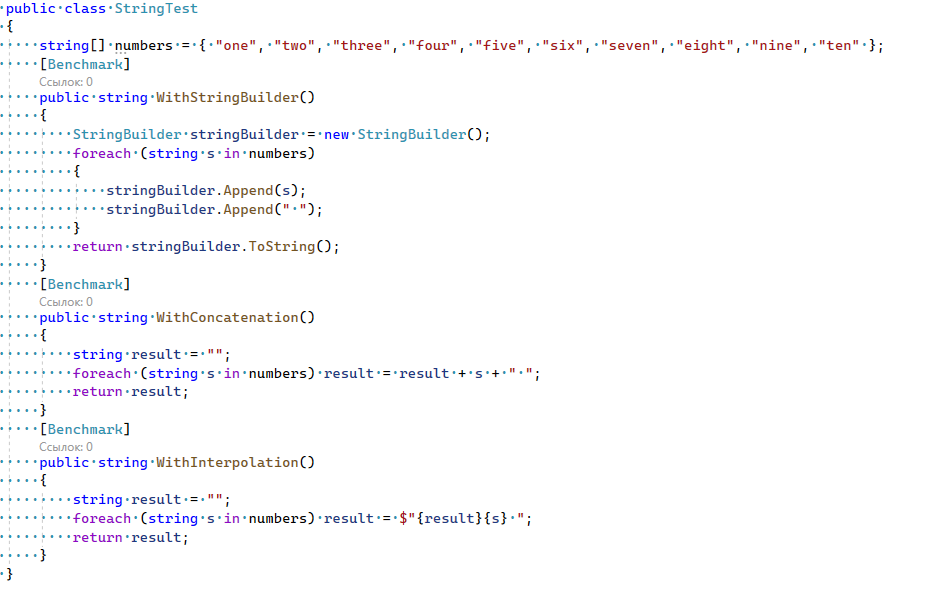 public class StringTest
{
    string[] numbers = { "one", "two", "three", "four", "five", "six", "seven", "eight", "nine", "ten" };
    [Benchmark]
    Ссылок: 0
    public string WithStringBuilder()
    {
        StringBuilder stringBuilder = new StringBuilder();
        foreach (string s in numbers)
        {
            stringBuilder.Append(s);
            stringBuilder.Append(" ");
        }
        return stringBuilder.ToString();
    }
    [Benchmark]
    Ссылок: 0
    public string WithConcatenation()
    {
        string result = "";
        foreach (string s in numbers) result = result + s + " ";
        return result;
    }
    [Benchmark]
    Ссылок: 0
    public string WithInterpolation()
    {
        string result = "";
        foreach (string s in numbers) result = $"{result}{s} ";
        return result;
    }
}